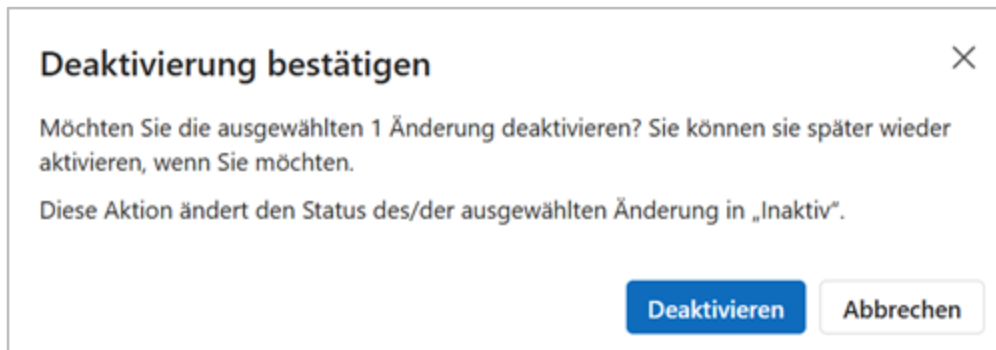 Deaktivierung bestätigen
Möchten Sie die ausgewählten 1 Änderung deaktivieren? Sie können sie später wieder
aktivieren, wenn Sie möchten.
Diese Aktion ändert den Status des/der ausgewählten Änderung in „Inaktiv“.
Deaktivieren
Abbrechen